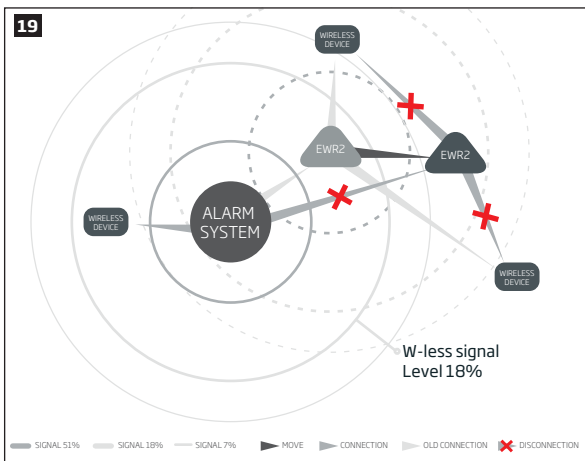 19
WIRELESS
DEVICE
EWR2
EWR2
WIRELESS
DEVICE
ALARM
SYSTEM
WIRELESS
DEVICE
W-less signal
Level 18%
SIGNAL 51%
SIGNAL 18%
SIGNAL 7%
MOVE
CONNECTION
OLD CONNECTION
DISCONNECTION